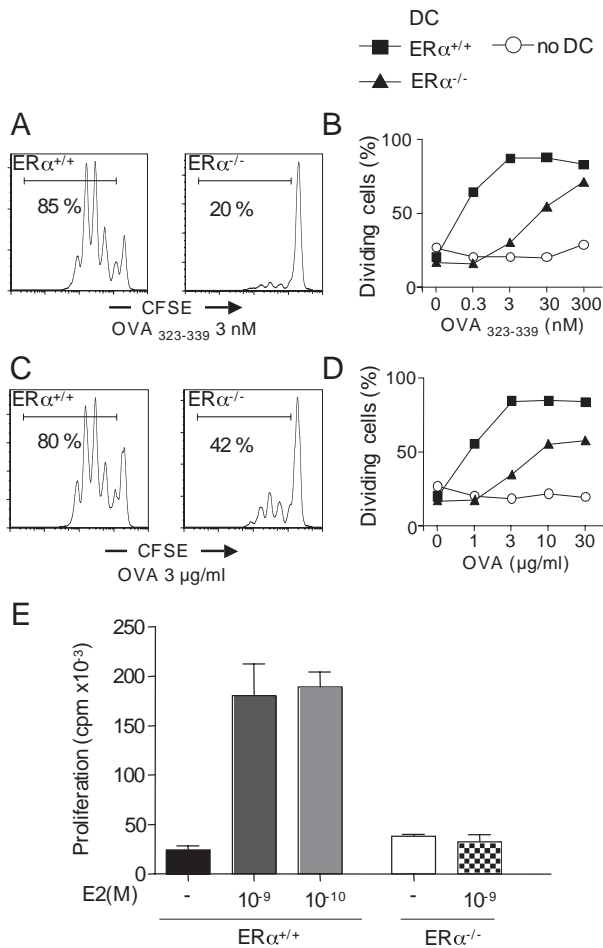 DC
ERα+/+ no DC
ERα-/-
A
ERα+/+ ERα-/-
85 % 20 %
CFSE
OVA 323-339 3 nM
B
Dividing cells (%)
100
50
0
0 0.3 3 30 300
OVA 323-339 (nM)
C
ERα+/+ ERα-/-
80 % 42 %
CFSE
OVA 3 µg/ml
D
Dividing cells (%)
100
50
0
0 1 3 10 30
OVA (µg/ml)
E
Proliferation (cpm x10-3)
250
200
150
100
50
0
E2(M) - 10-9 10-10 - 10-9
ERα+/+ ERα-/-